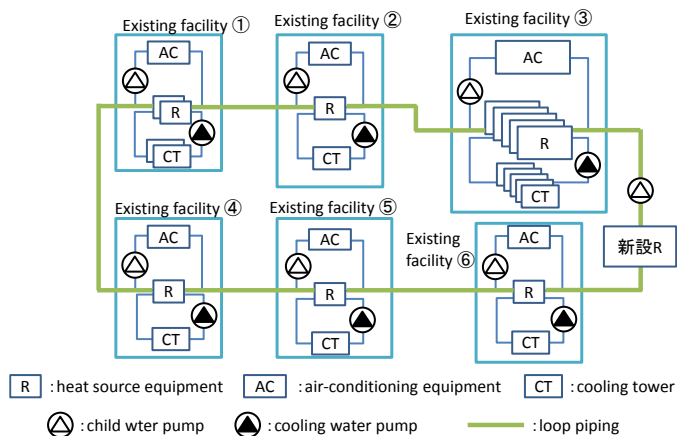 Existing facility ①
Existing facility ②
Existing facility ③
AC
R
CT
AC
R
CT
AC
R
CT
Existing facility ④
Existing facility ⑤
Existing
facility ⑥
新設R
AC
R
CT
AC
R
CT
AC
R
CT
R : heat source equipment AC : air-conditioning equipment CT : cooling tower
: child wter pump : cooling water pump : loop piping